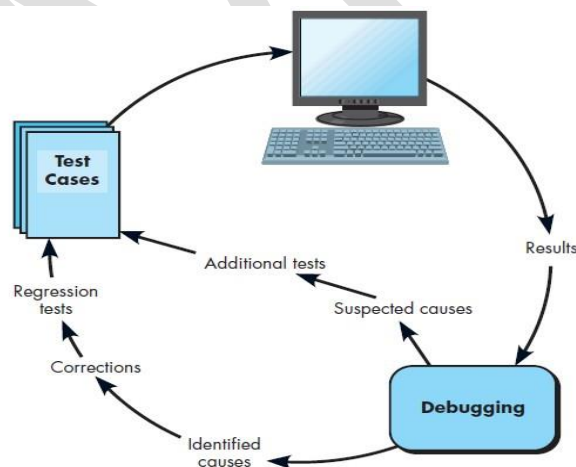 Test
Cases
Results
Additional tests
Suspected causes
Regression
tests
Corrections
Debugging
Identified
causes